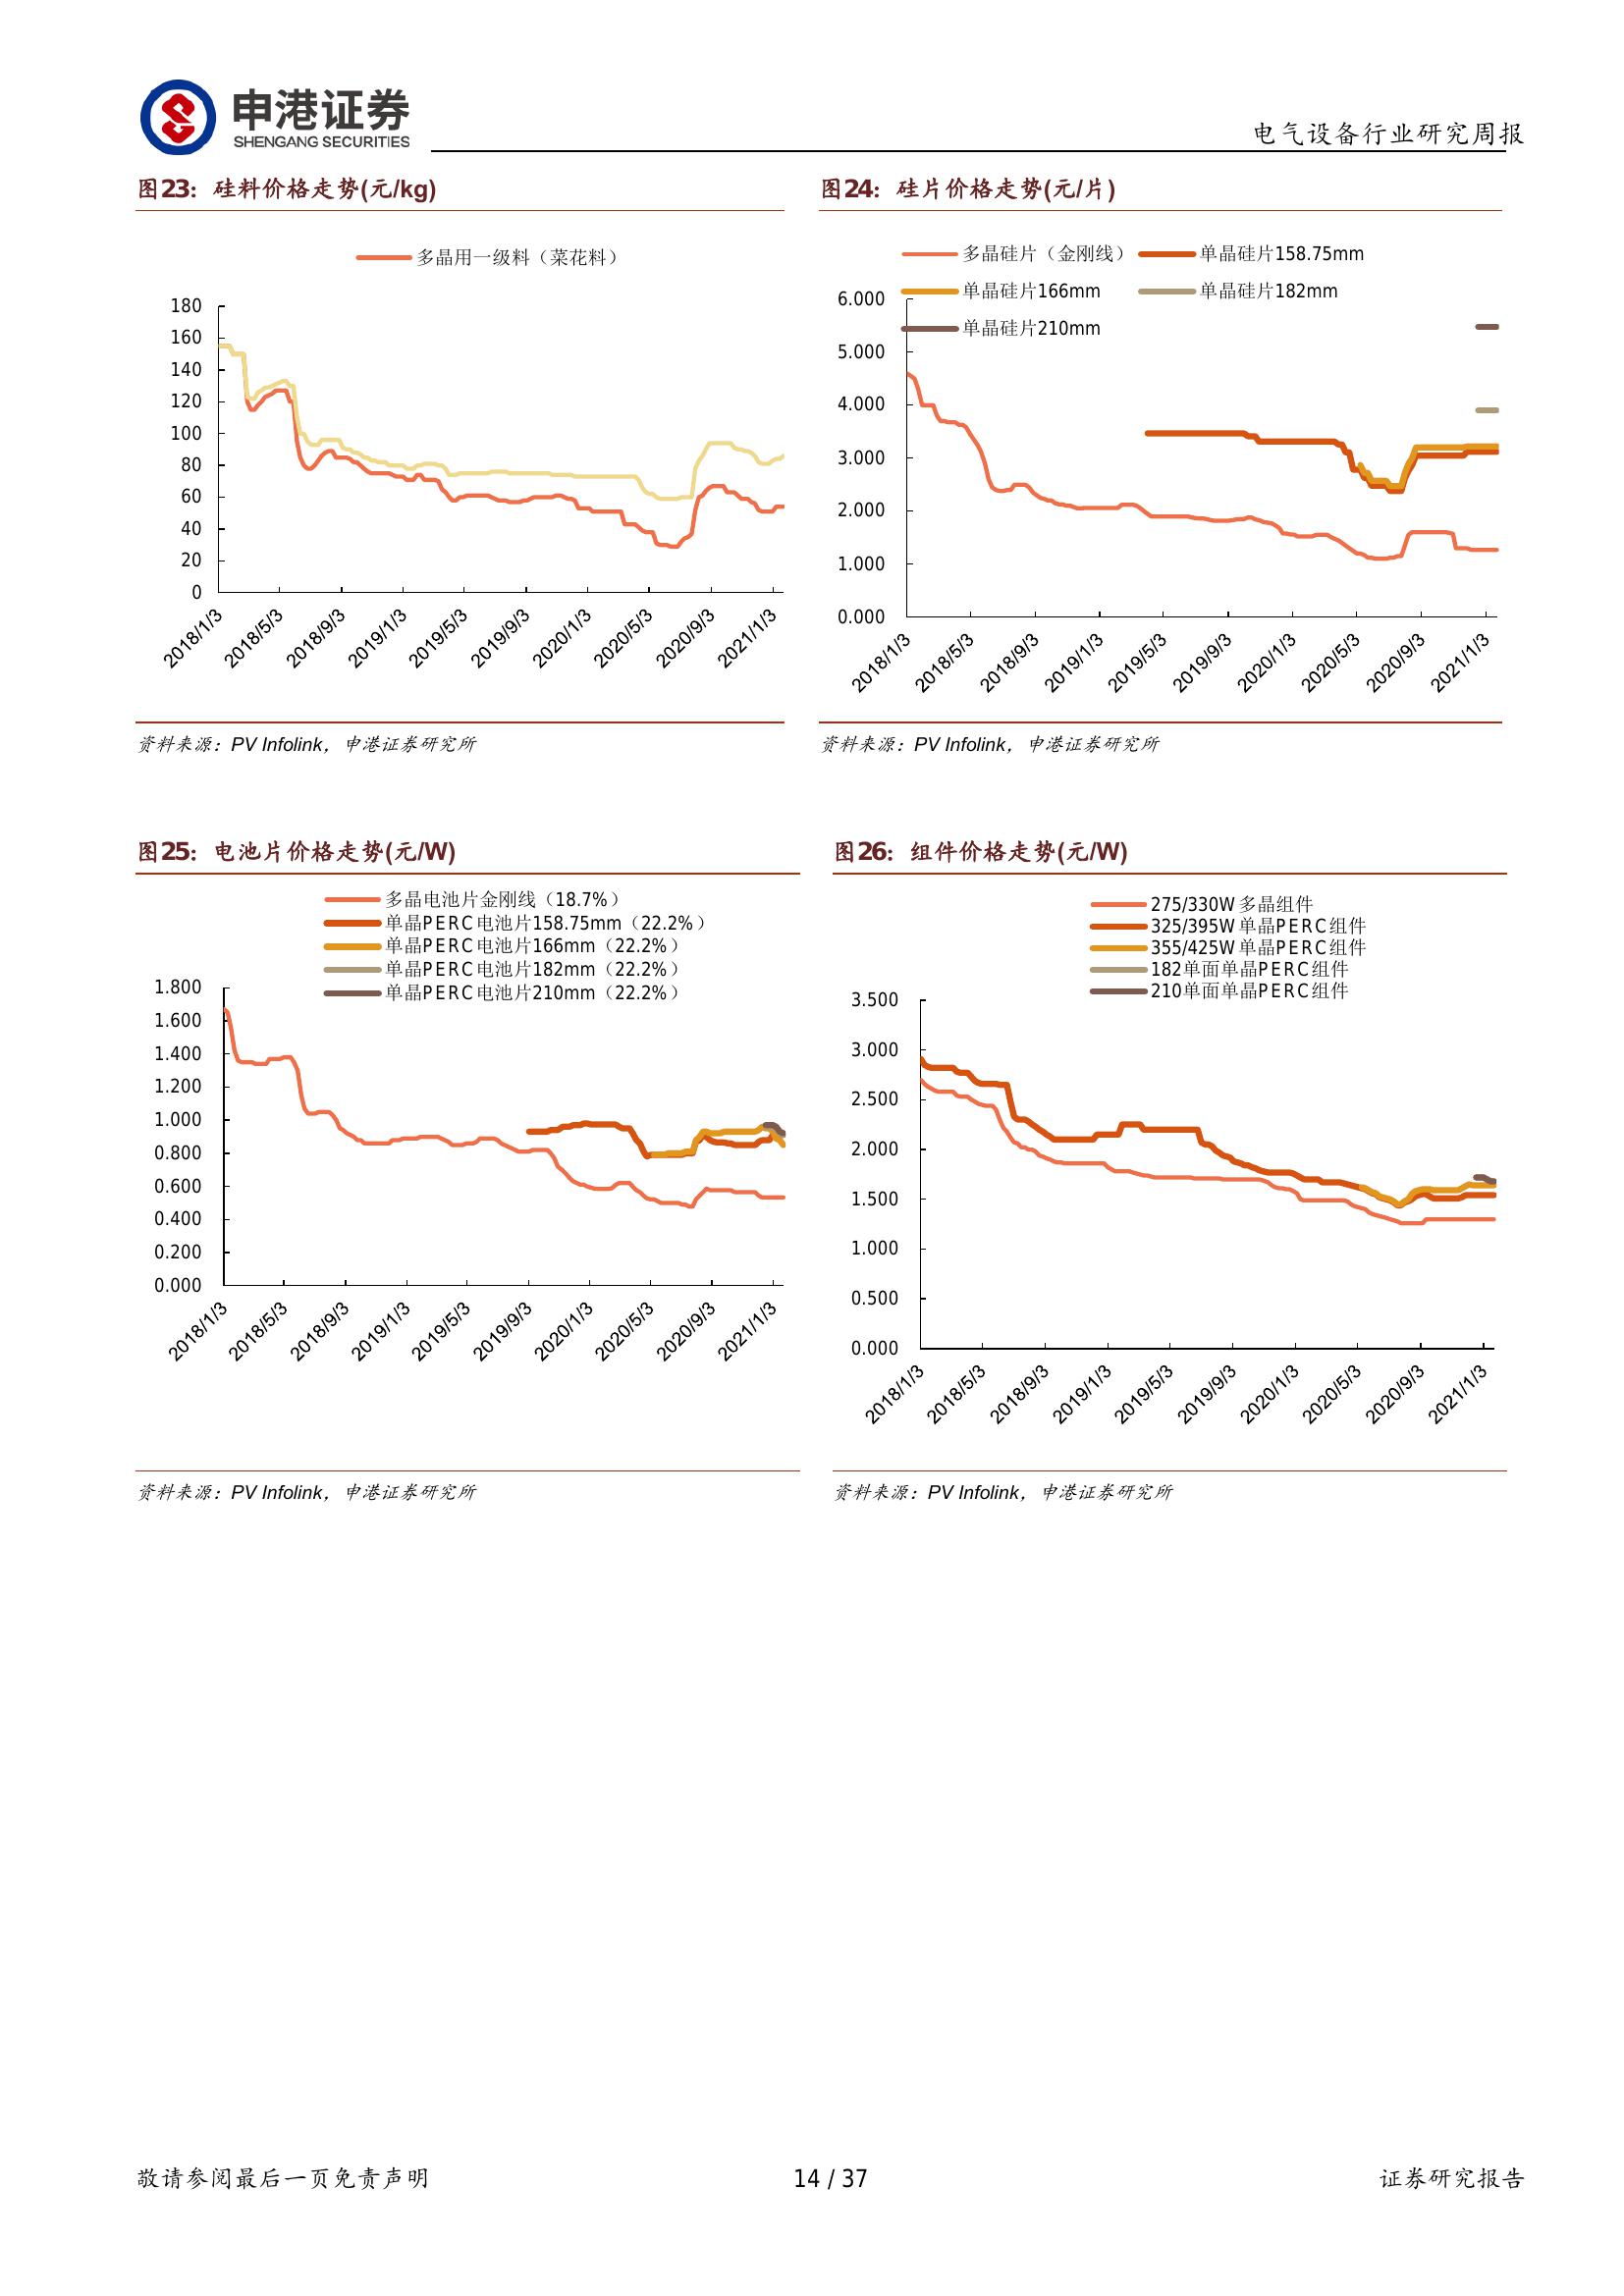 申港证券
SHENGANG SECURITIES
电气设备行业研究周报
图23：硅料价格走势(元/kg)
多晶用一级料（菜花料）
180
160
140
120
100
80
60
40
20
0
2018/1/3
2018/5/3
2018/9/3
2019/1/3
2019/5/3
2019/9/3
2020/1/3
2020/5/3
2020/9/3
2021/1/3
资料来源：PV Infolink，申港证券研究所
图24：硅片价格走势(元/片)
多晶硅片（金刚线）
单晶硅片158.75mm
单晶硅片166mm
单晶硅片182mm
单晶硅片210mm
6.000
5.000
4.000
3.000
2.000
1.000
0.000
2018/1/3
2018/5/3
2018/9/3
2019/1/3
2019/5/3
2019/9/3
2020/1/3
2020/5/3
2020/9/3
2021/1/3
资料来源：PV Infolink，申港证券研究所
图25：电池片价格走势(元/W)
多晶电池片金刚线（18.7%）
单晶PERC电池片158.75mm（22.2%）
单晶PERC电池片166mm（22.2%）
单晶PERC电池片182mm（22.2%）
单晶PERC电池片210mm（22.2%）
1.800
1.600
1.400
1.200
1.000
0.800
0.600
0.400
0.200
0.000
2018/1/3
2018/5/3
2018/9/3
2019/1/3
2019/5/3
2019/9/3
2020/1/3
2020/5/3
2020/9/3
2021/1/3
资料来源：PV Infolink，申港证券研究所
图26：组件价格走势(元/W)
275/330W多晶组件
325/395W单晶PERC组件
355/425W单晶PERC组件
182单面单晶PERC组件
210单面单晶PERC组件
3.500
3.000
2.500
2.000
1.500
1.000
0.500
0.000
2018/1/3
2018/5/3
2018/9/3
2019/1/3
2019/5/3
2019/9/3
2020/1/3
2020/5/3
2020/9/3
2021/1/3
资料来源：PV Infolink，申港证券研究所
敬请参阅最后一页免责声明
14 / 37
证券研究报告